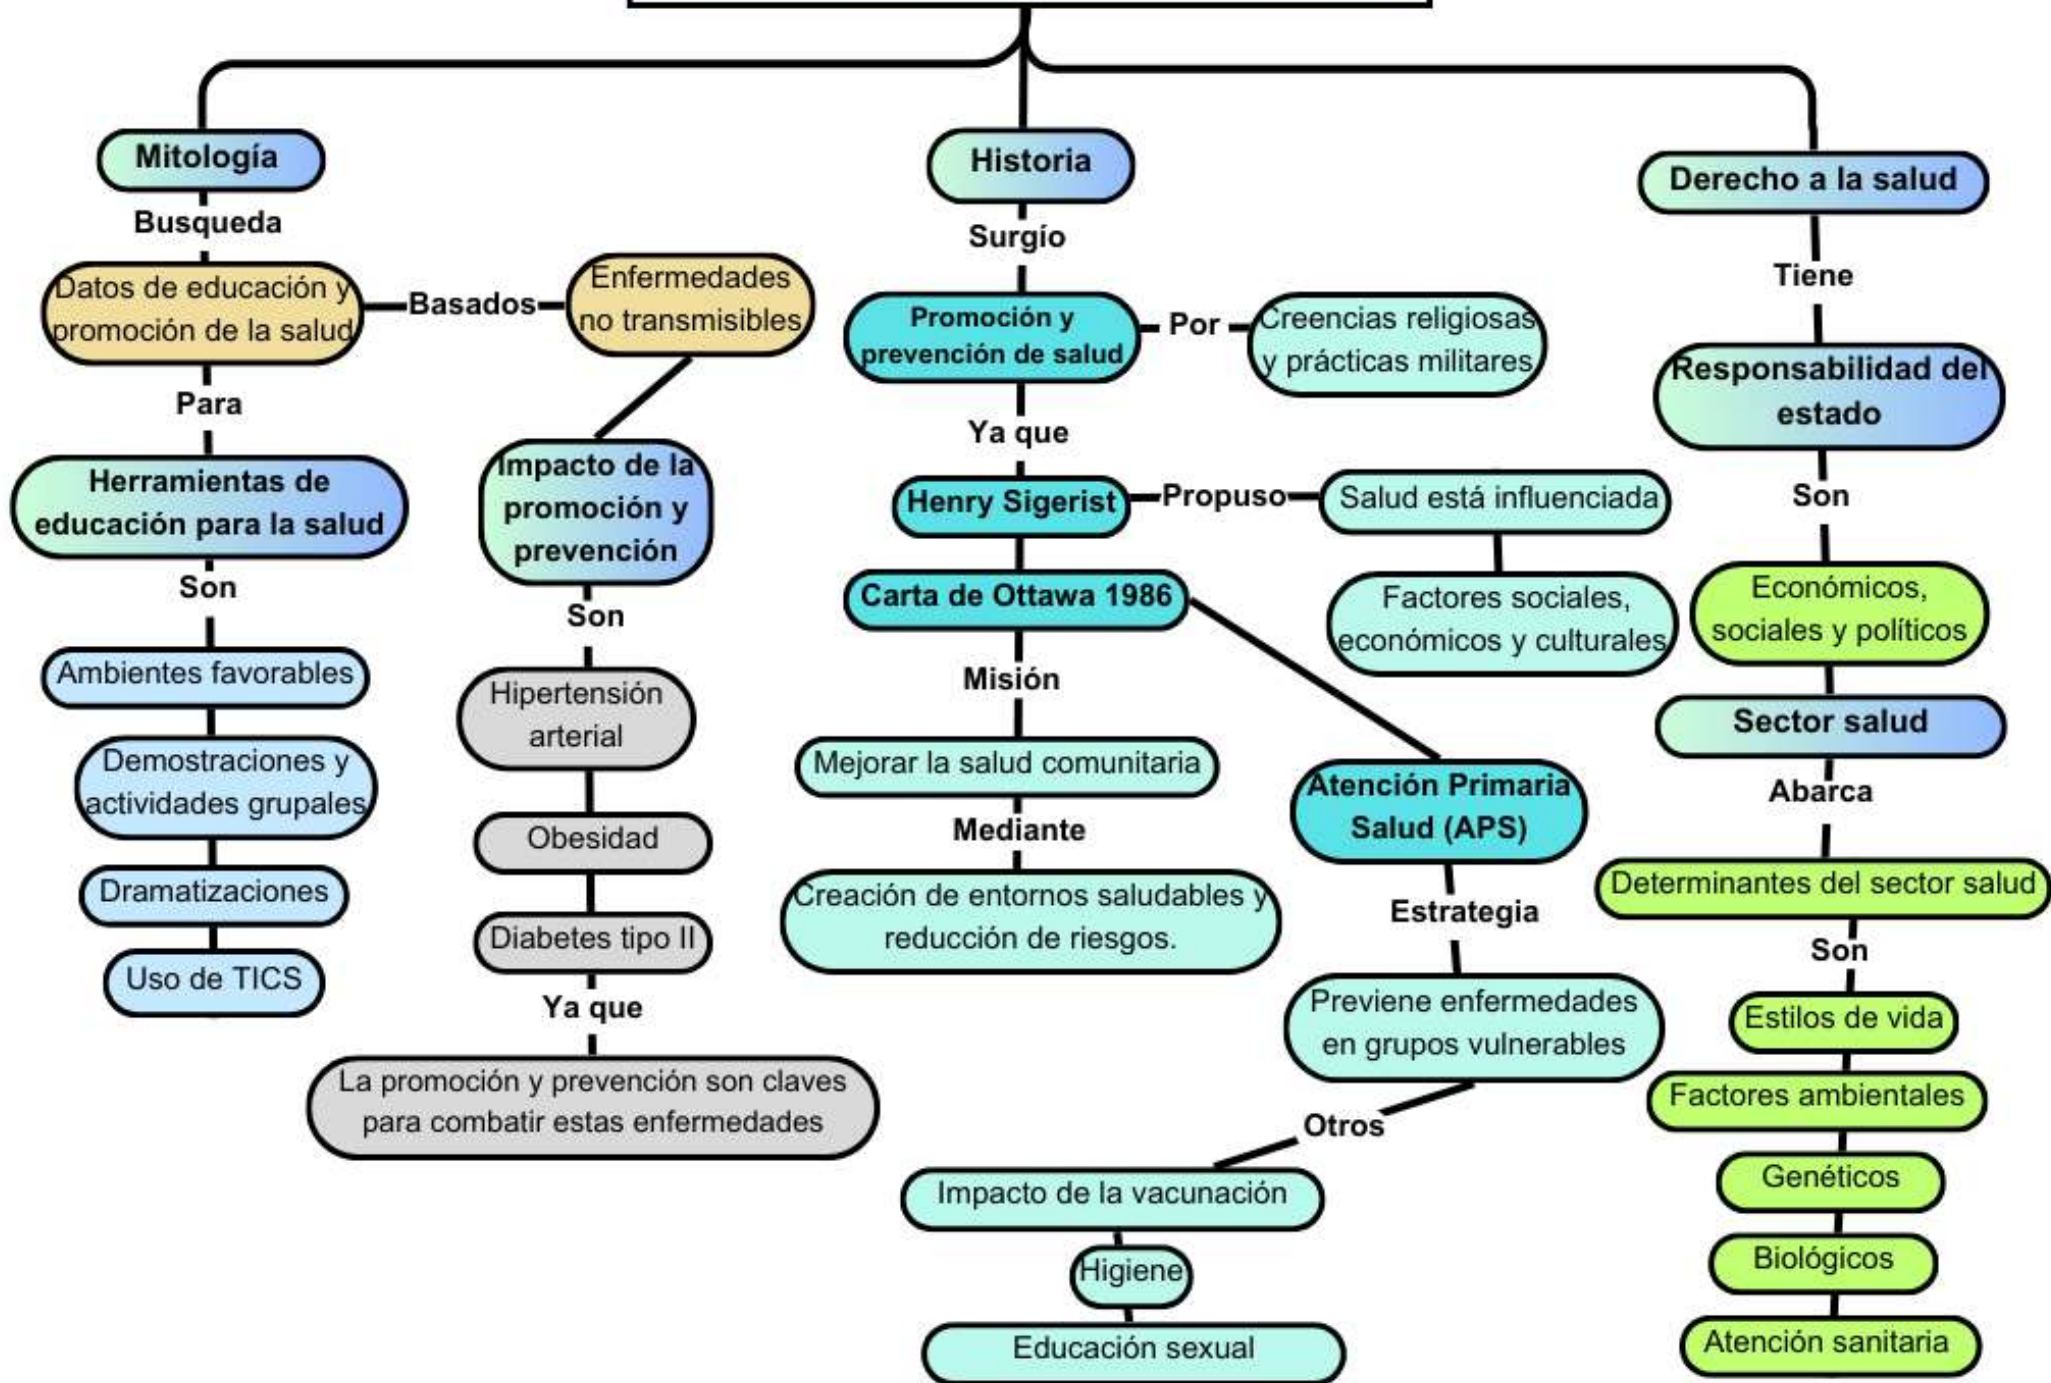 Mitología
Busqueda
Datos de educación y
promoción de la salud
Basados
Enfermedades
no transmisibles
Para
Herramientas de
educación para la salud
Son
Ambientes favorables
Demostraciones y
actividades grupales
Dramatizaciones
Uso de TICS
Impacto de la
promoción y
prevención
Son
Hipertensión
arterial
Obesidad
Diabetes tipo II
Ya que
La promoción y prevención son claves
para combatir estas enfermedades
Historia
Surgío
Promoción y
prevención de salud
Por
Creencias religiosas
y prácticas militares
Ya que
Henry Sigerist
Propuso
Salud está influenciada
Factores sociales,
económicos y culturales
Carta de Ottawa 1986
Misión
Mejorar la salud comunitaria
Mediante
Creación de entornos saludables y
reducción de riesgos.
Atención Primaria
Salud (APS)
Estrategia
Previene enfermedades
en grupos vulnerables
Otros
Impacto de la vacunación
Higiene
Educación sexual
Derecho a la salud
Tiene
Responsabilidad del
estado
Son
Económicos,
sociales y políticos
Sector salud
Abarca
Determinantes del sector salud
Son
Estilos de vida
Factores ambientales
Genéticos
Biológicos
Atención sanitaria